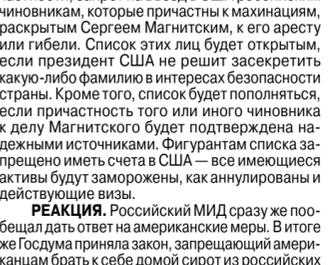 чиновникам, которые причастны к махинациям,
раскрытым Сергеем Магнитским, к его аресту
или гибели. Список этих лиц будет открытым,
если президент США не решит засекретить
какую-либо фамилию в интересах безопасности
страны. Кроме того, список будет пополняться,
если причастность того или иного чиновника
к делу Магнитского будет подтверждена на-
дежными источниками. Фигурантам списка за-
прещено иметь счета в США — все имеющиеся
активы будут заморожены, как аннулированы и
действующие визы.
РЕАКЦИЯ. Российский МИД сразу же поо-
бещал дать ответ на американские меры. В итоге
же Госдума приняла закон, запрещающий амери-
канцам брать к себе домой сирот из российских